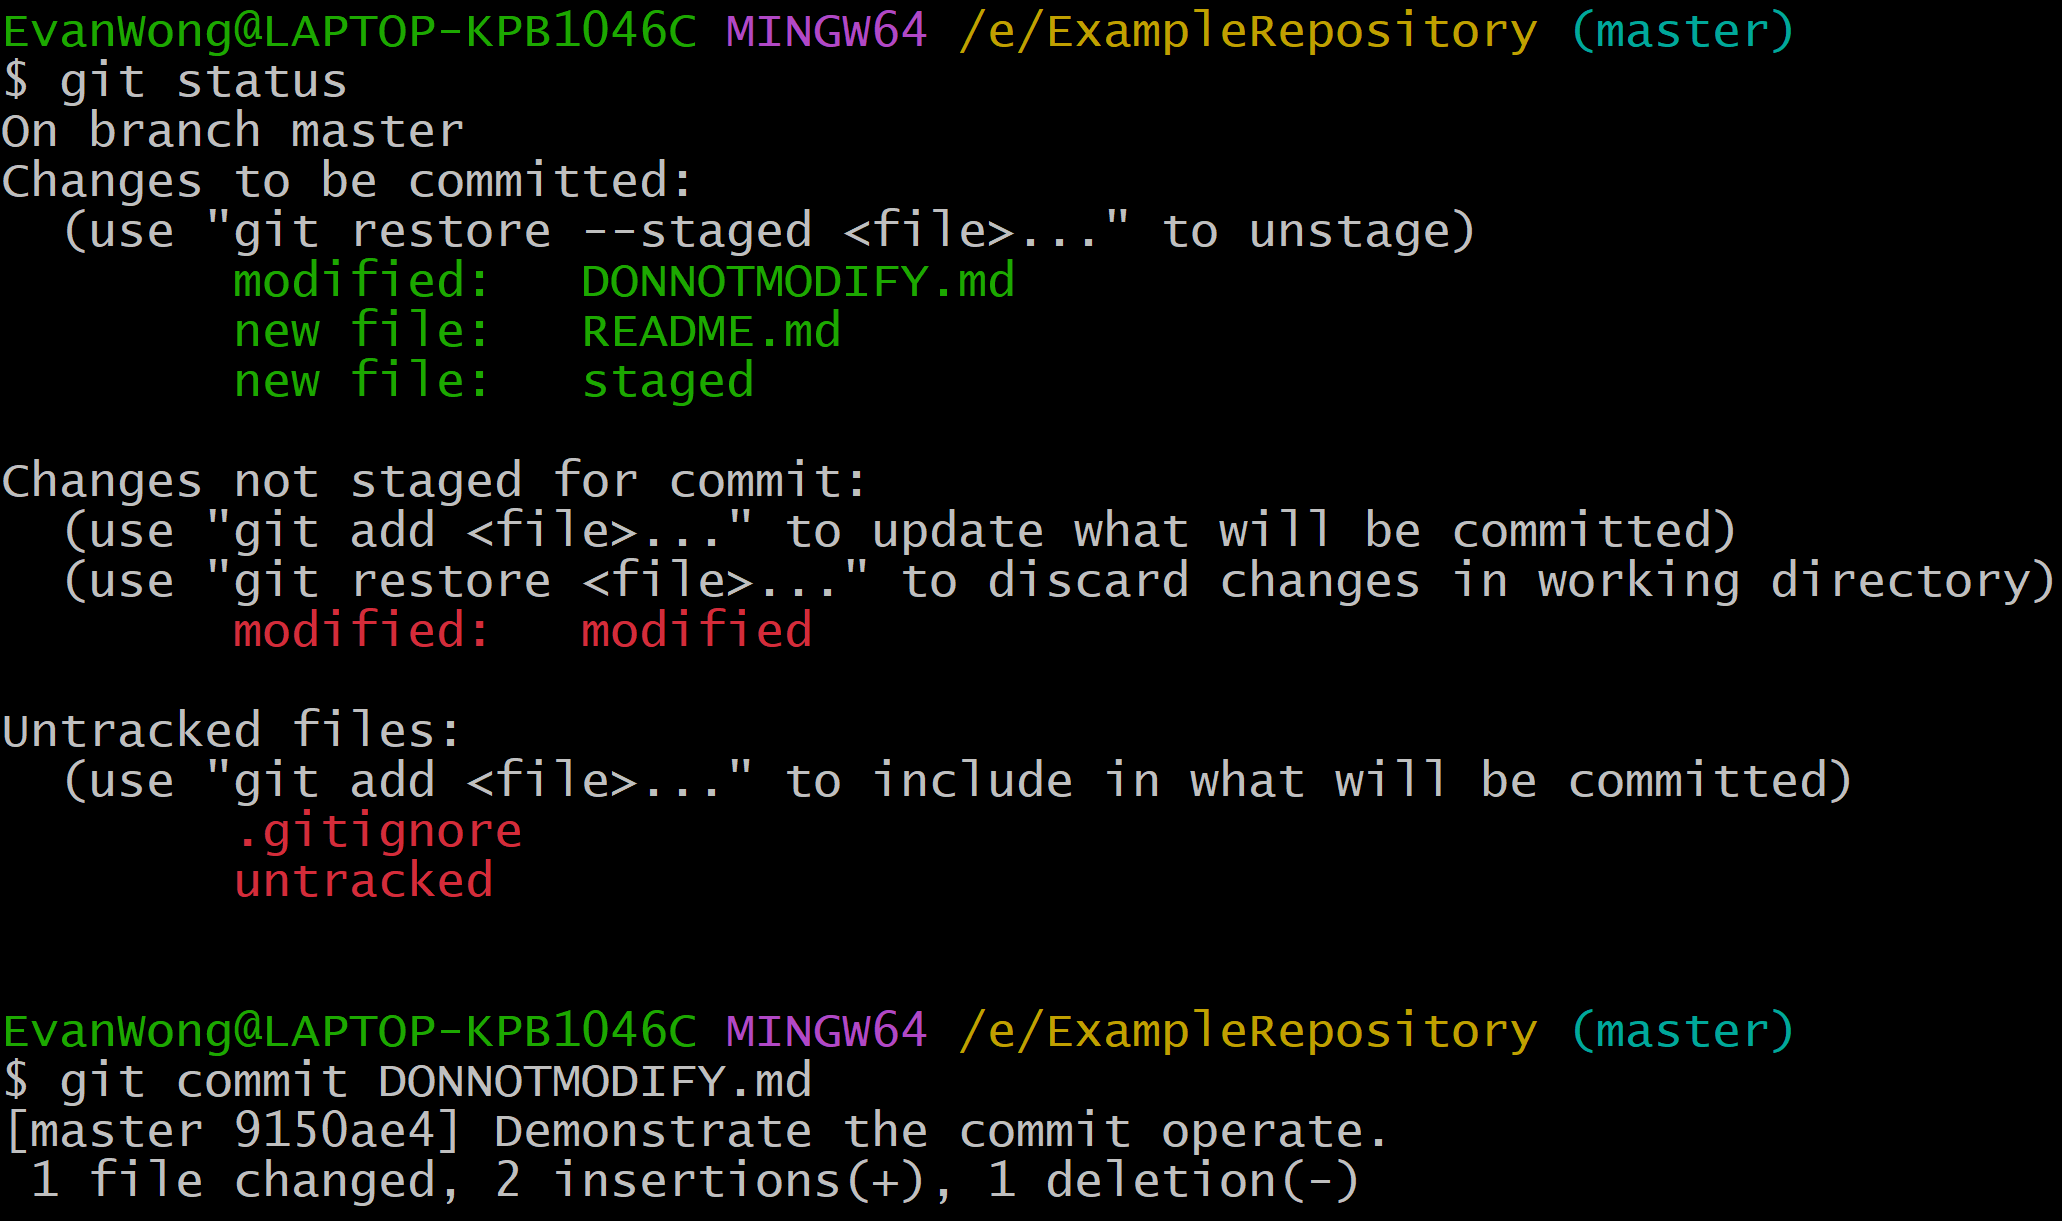 EvanWong@LAPTOP-KPB1046C MINGW64 /e/ExampleRepository (master)
$ git status
On branch master
Changes to be committed:
  (use "git restore --staged <file>..." to unstage)
        modified:   DONNOTMODIFY.md
        new file:   README.md
        new file:   staged

Changes not staged for commit:
  (use "git add <file>..." to update what will be committed)
  (use "git restore <file>..." to discard changes in working directory)
        modified:   modified

Untracked files:
  (use "git add <file>..." to include in what will be committed)
        .gitignore
        untracked


EvanWong@LAPTOP-KPB1046C MINGW64 /e/ExampleRepository (master)
$ git commit DONNOTMODIFY.md
[master 9150ae4] Demonstrate the commit operate.
 1 file changed, 2 insertions(+), 1 deletion(-)